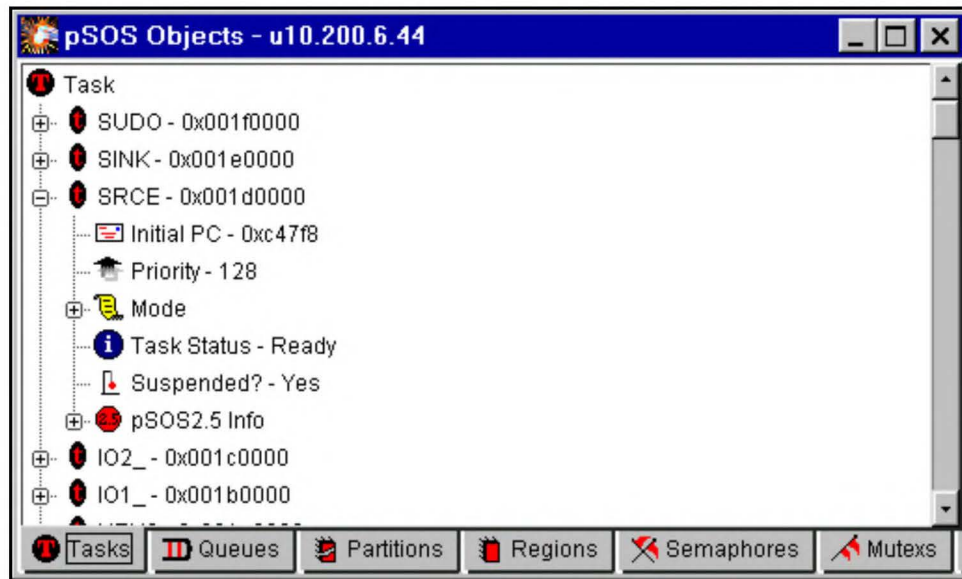 pSOS Objects - u10.200.6.44
Task
SUDO - 0x001f0000
SINK - 0x001e0000
SRCE - 0x001d0000
Initial PC - 0xc47f8
Priority - 128
Mode
Task Status - Ready
Suspended? - Yes
pSOS2.5 Info
IO2_ - 0x001c0000
IO1_ - 0x001b0000
Tasks Queues Partitions Regions Semaphores Mutexs